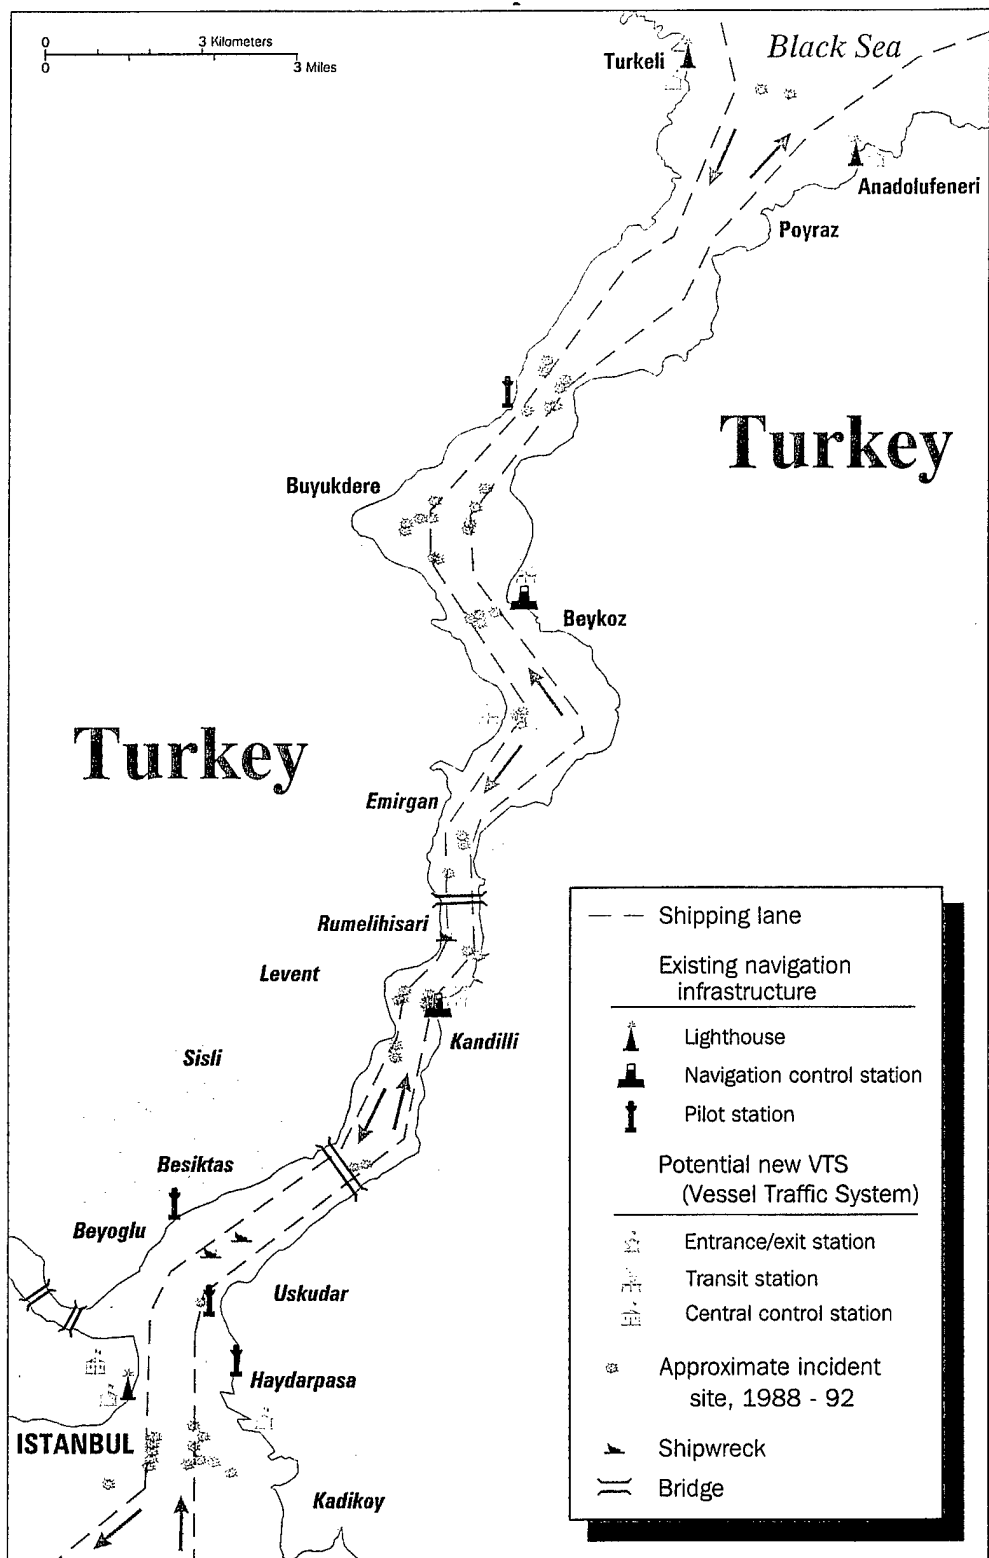 0 3 Kilometers
0 3 Miles
Turkeli
Black Sea
Anadolufeneri
Poyraz
Turkey
Buyukdere
Beykoz
Turkey
Emirgan
Rumelihisari
Levent
Kandilli
Sisli
Besiktas
Beyoglu
Uskudar
Haydarpasa
ISTANBUL
Kadikoy
Shipping lane
Existing navigation
infrastructure
Lighthouse
Navigation control station
Pilot station
Potential new VTS
(Vessel Traffic System)
Entrance/exit station
Transit station
Central control station
Approximate incident
site, 1988 - 92
Shipwreck
Bridge